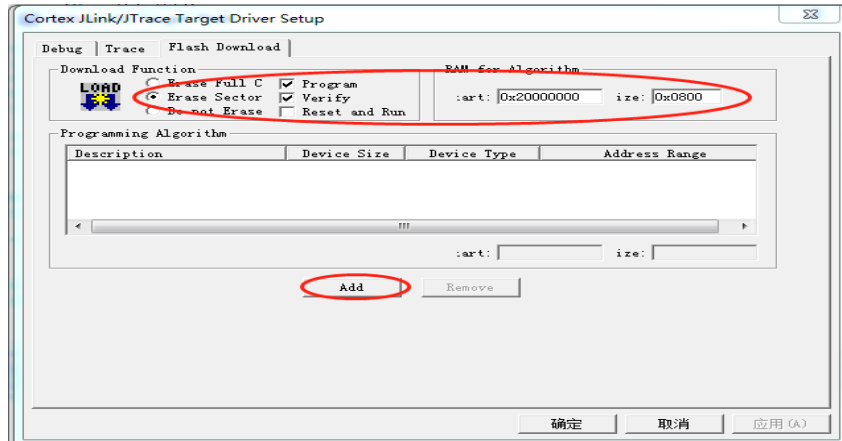 Cortex JLink/JTrace Target Driver Setup
Debug Trace Flash Download
Download Function
RAM for Algorithm
LOAD
Erase Full C Program
Erase Sector Verify
Do not Erase Reset and Run
:art: 0x20000000 ize: 0x0800
Programming Algorithm
Description Device Size Device Type Address Range
:art: ize:
Add Remove
确定 取消 应用(A)